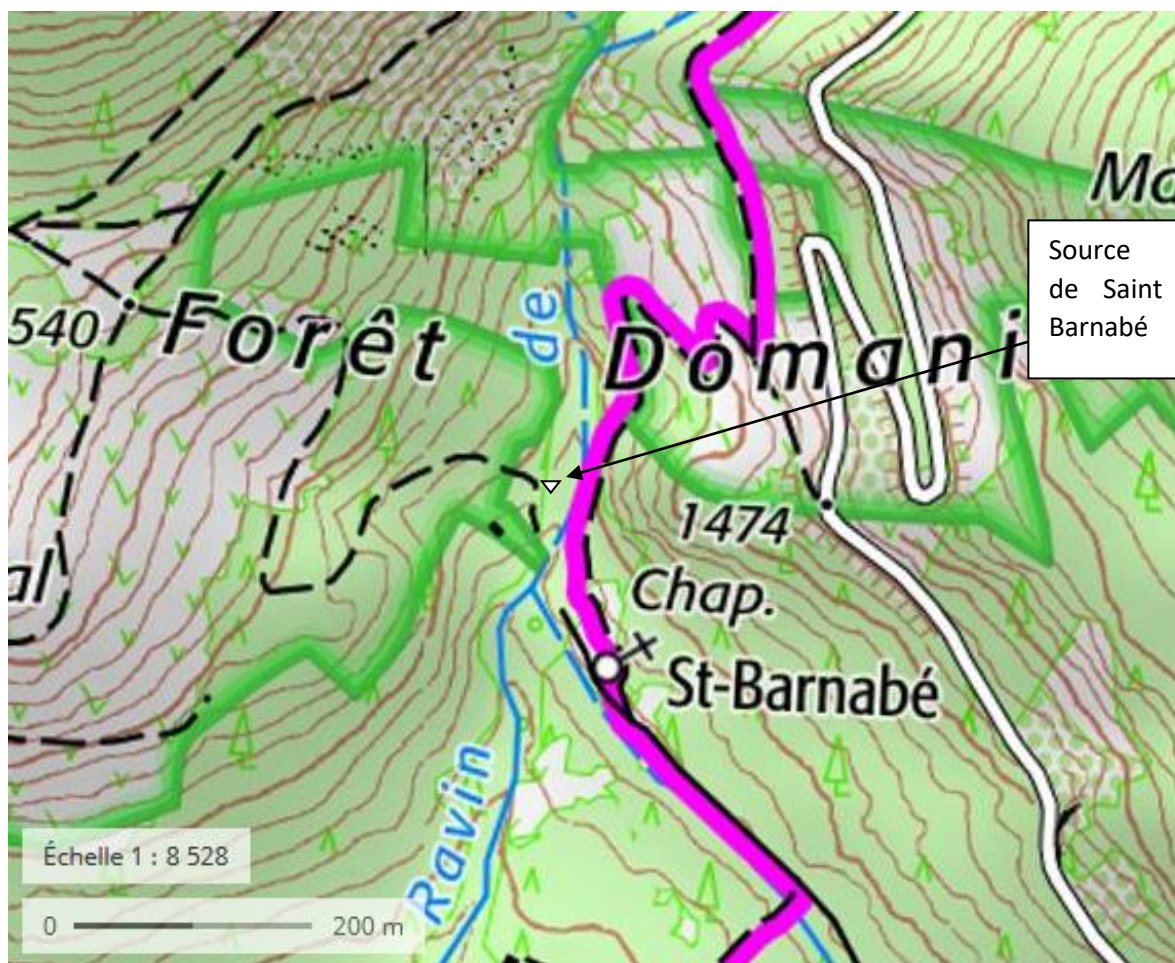 Mo
Source
de Saint
Barnabé
de
540
Forêt
Domani
1474
Chap.
al
St-Barnabé
Ravin
Échelle 1 : 8 528
0 200 m